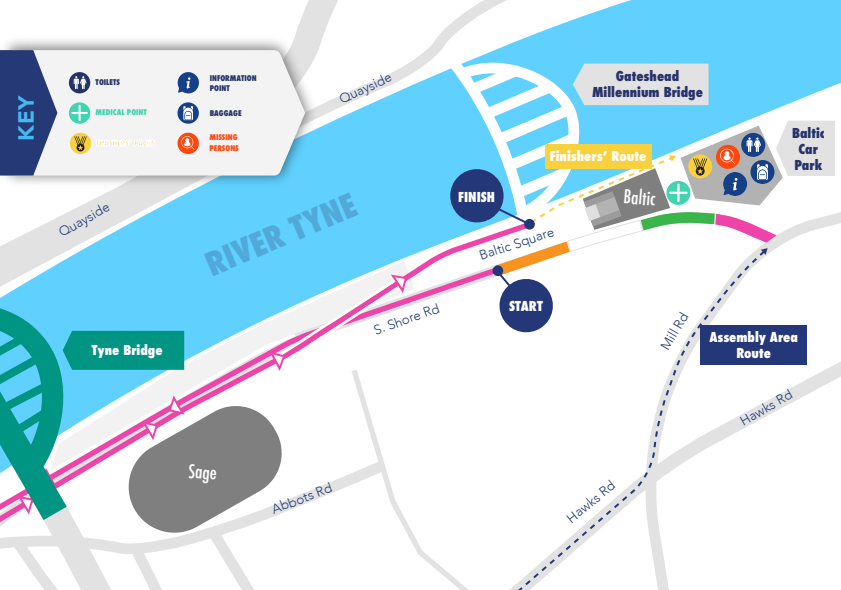 KEY
TOILETS
MEDICAL POINT
INFORMATION
POINT
BAGGAGE
MISSING
PERSONS
Quayside
Quayside
RIVER TYNE
Gateshead
Millennium Bridge
Baltic
Car
Park
Finishers' Route
Baltic
FINISH
Baltic Square
START
S. Shore Rd
Tyne Bridge
Mill Rd
Assembly Area
Route
Sage
Abbots Rd
Hawks Rd
Hawks Rd